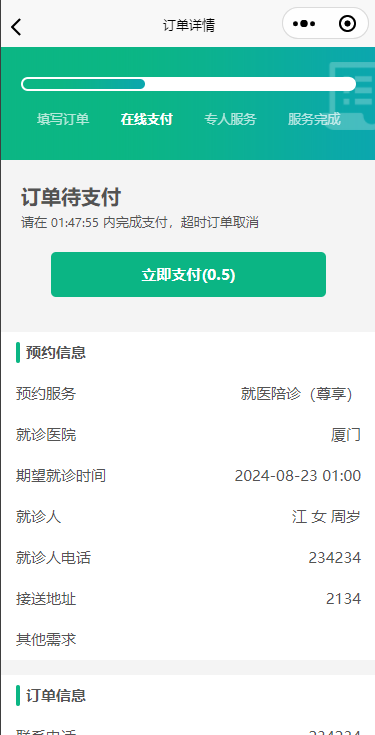 订单详情
填写订单 在线支付 专人服务 服务完成
订单待支付
请在 01:47:55 内完成支付，超时订单取消
立即支付(0.5)
预约信息
预约服务 就医陪诊（尊享）
就诊医院 厦门
期望就诊时间 2024-08-23 01:00
就诊人 江 女 周岁
就诊人电话 234234
接送地址 2134
其他需求
订单信息
联系电话 234234